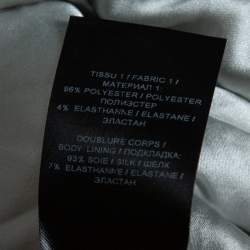 TISSU 1 / FABRIC 1 /
МАТЕРИАЛ 1:
96% POLYESTER / POLYESTER
ПОЛИЭСТЕР
4% ELASTHANNE / ELASTANE
ЭЛАСТАН
DOUBLURE CORPS /
BODY LINING / ПОДКЛАДКА:
93% SOIE / SILK / ШЕЛК
7% ELASTHANNE / ELASTANE /
ЭЛАСТАН